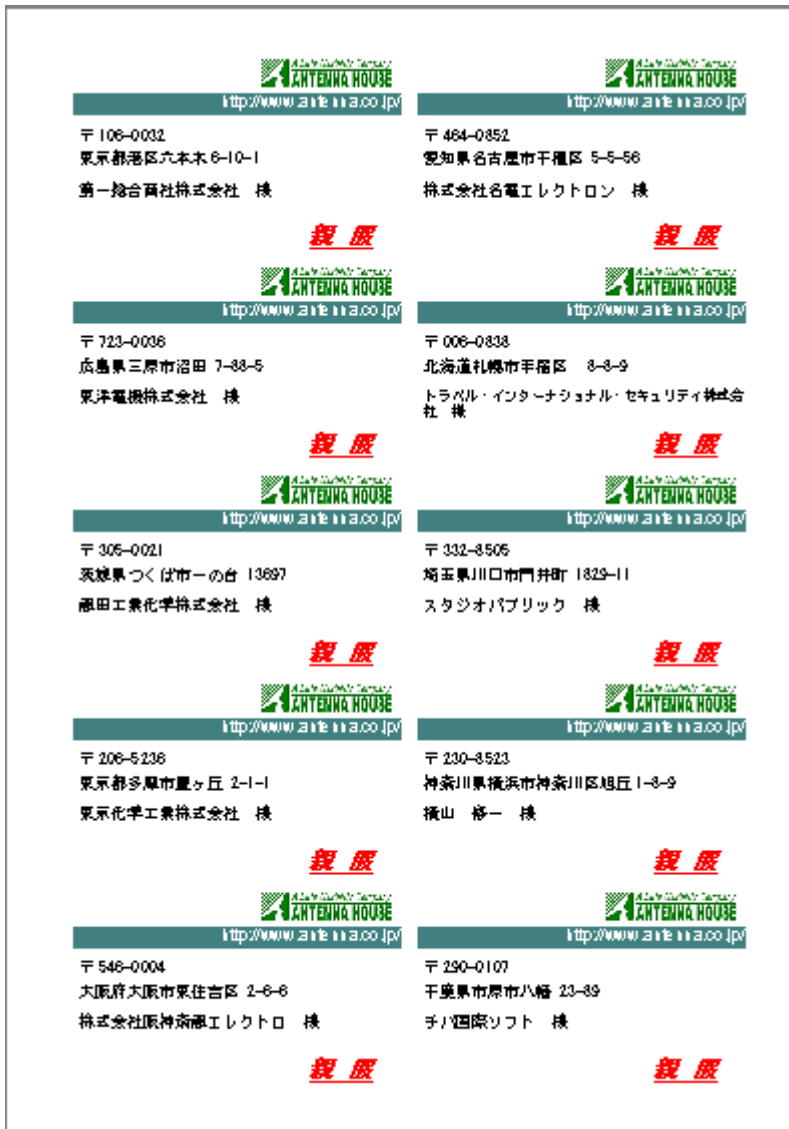 ANTENNA HOUSE
http://www.antenna.co.jp/
〒106-0032
東京都港区六本木6-10-1
第一総合商社株式会社 様
親展
ANTENNA HOUSE
http://www.antenna.co.jp/
〒464-0852
愛知県名古屋市千種区 5-5-56
株式会社名電エレクトロン 様
親展
ANTENNA HOUSE
http://www.antenna.co.jp/
〒723-0036
広島県三原市沼田 7-88-5
東洋電機株式会社 様
親展
ANTENNA HOUSE
http://www.antenna.co.jp/
〒006-0838
北海道札幌市手稲区 8-8-9
トラベル・インターナショナル・セキュリティ株式会
社 様
親展
ANTENNA HOUSE
http://www.antenna.co.jp/
〒305-0021
茨城県つくば市一の台 13697
工業化学株式会社 様
親展
ANTENNA HOUSE
http://www.antenna.co.jp/
〒332-8505
埼玉県川口市門井町 1829-11
スタジオパブリック 様
親展
ANTENNA HOUSE
http://www.antenna.co.jp/
〒206-5236
東京都多摩市豊ヶ丘 2-1-1
東京化学工業株式会社 様
親展
ANTENNA HOUSE
http://www.antenna.co.jp/
〒230-8523
神奈川県横浜市神奈川区旭丘1-8-9
横山 修一 様
親展
ANTENNA HOUSE
http://www.antenna.co.jp/
〒546-0004
大阪府大阪市東住吉区 2-6-6
株式会社阪神斎藤エレクトロ 様
親展
ANTENNA HOUSE
http://www.antenna.co.jp/
〒290-0107
千葉県市原市八幡 23-89
チバ国際ソフト 様
親展